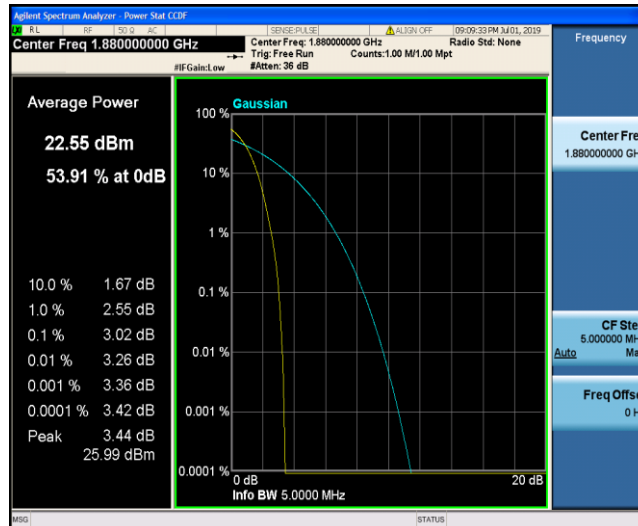 Agilent Spectrum Analyzer - Power Stat CCDF
RL RF 50 Ω AC SENSE:PULSE ALIGN OFF 09:09:33 PM Jul 01, 2019
Center Freq 1.880000000 GHz
Center Freq: 1.880000000 GHz Radio Std: None
Trig: Free Run Counts:1.00 M/1.00 Mpt
#IFGain:Low #Atten: 36 dB
Frequency
Average Power
22.55 dBm
53.91 % at 0dB
10.0 % 1.67 dB
1.0 % 2.55 dB
0.1 % 3.02 dB
0.01 % 3.26 dB
0.001 % 3.36 dB
0.0001 % 3.42 dB
Peak 3.44 dB
25.99 dBm
Gaussian
100 %
10 %
1 %
0.1 %
0.01 %
0.001 %
0.0001 %
0 dB 20 dB
Info BW 5.0000 MHz
Center Fre
1.880000000 GH
CF Ste
5.000000 MH
Auto Ma
Freq Offs
0 H
MSG STATUS